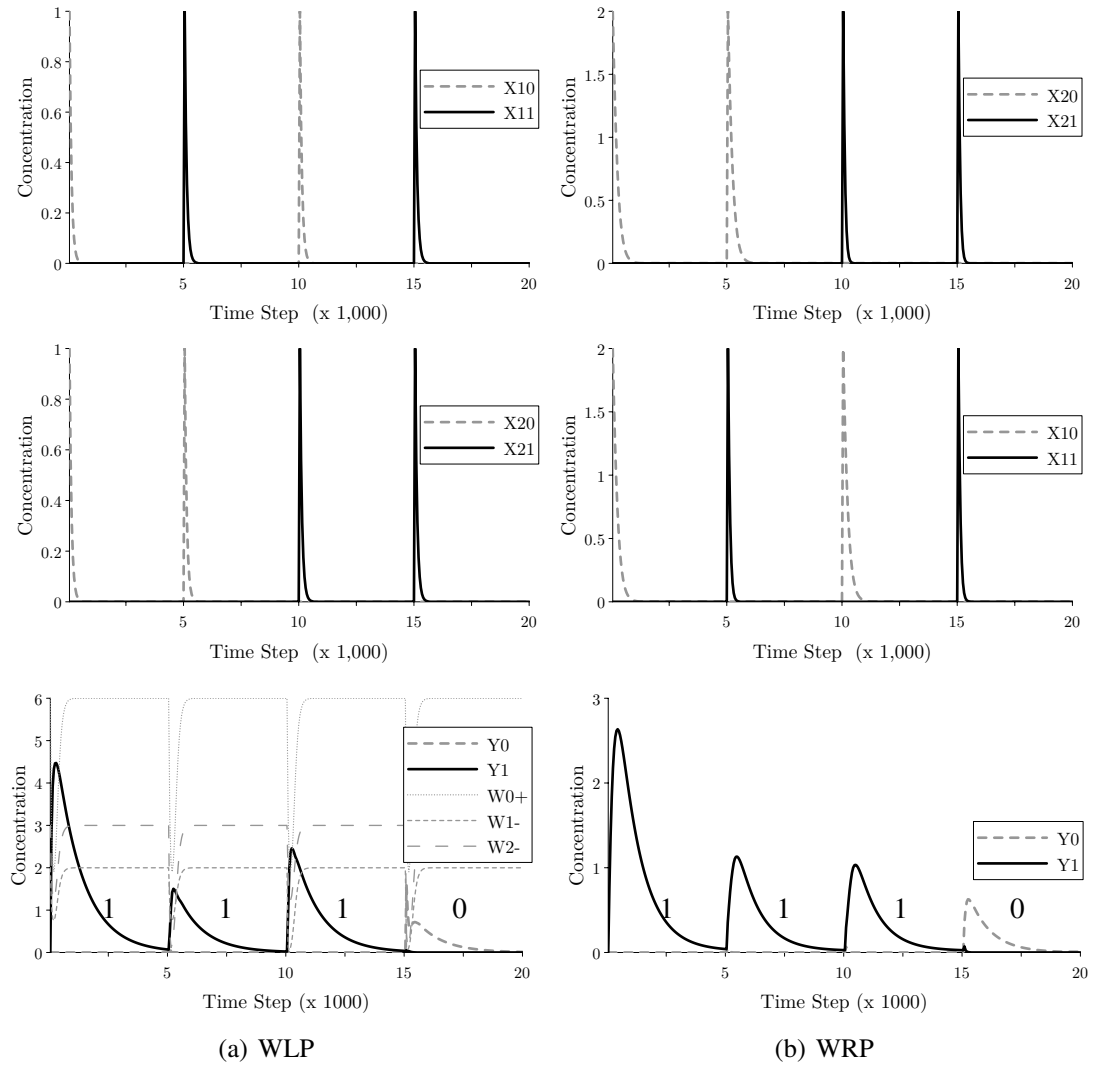 1
0.8
0.6
0.4
0.2
0
Concentration
X10
X11
5
10
15
20
Time Step (x 1,000)
2
1.5
1
0.5
0
Concentration
X20
X21
5
10
15
20
Time Step (x 1,000)
1
0.8
0.6
0.4
0.2
0
Concentration
X20
X21
5
10
15
20
Time Step (x 1,000)
2
1.5
1
0.5
0
Concentration
X10
X11
5
10
15
20
Time Step (x 1,000)
6
5
4
3
2
1
0
Concentration
Y0
Y1
W0+
W1-
W2-
1
1
1
0
5
10
15
20
Time Step (x 1000)
(a) WLP
3
2
1
0
Concentration
Y0
Y1
1
1
1
0
5
10
15
20
Time Step (x 1000)
(b) WRP